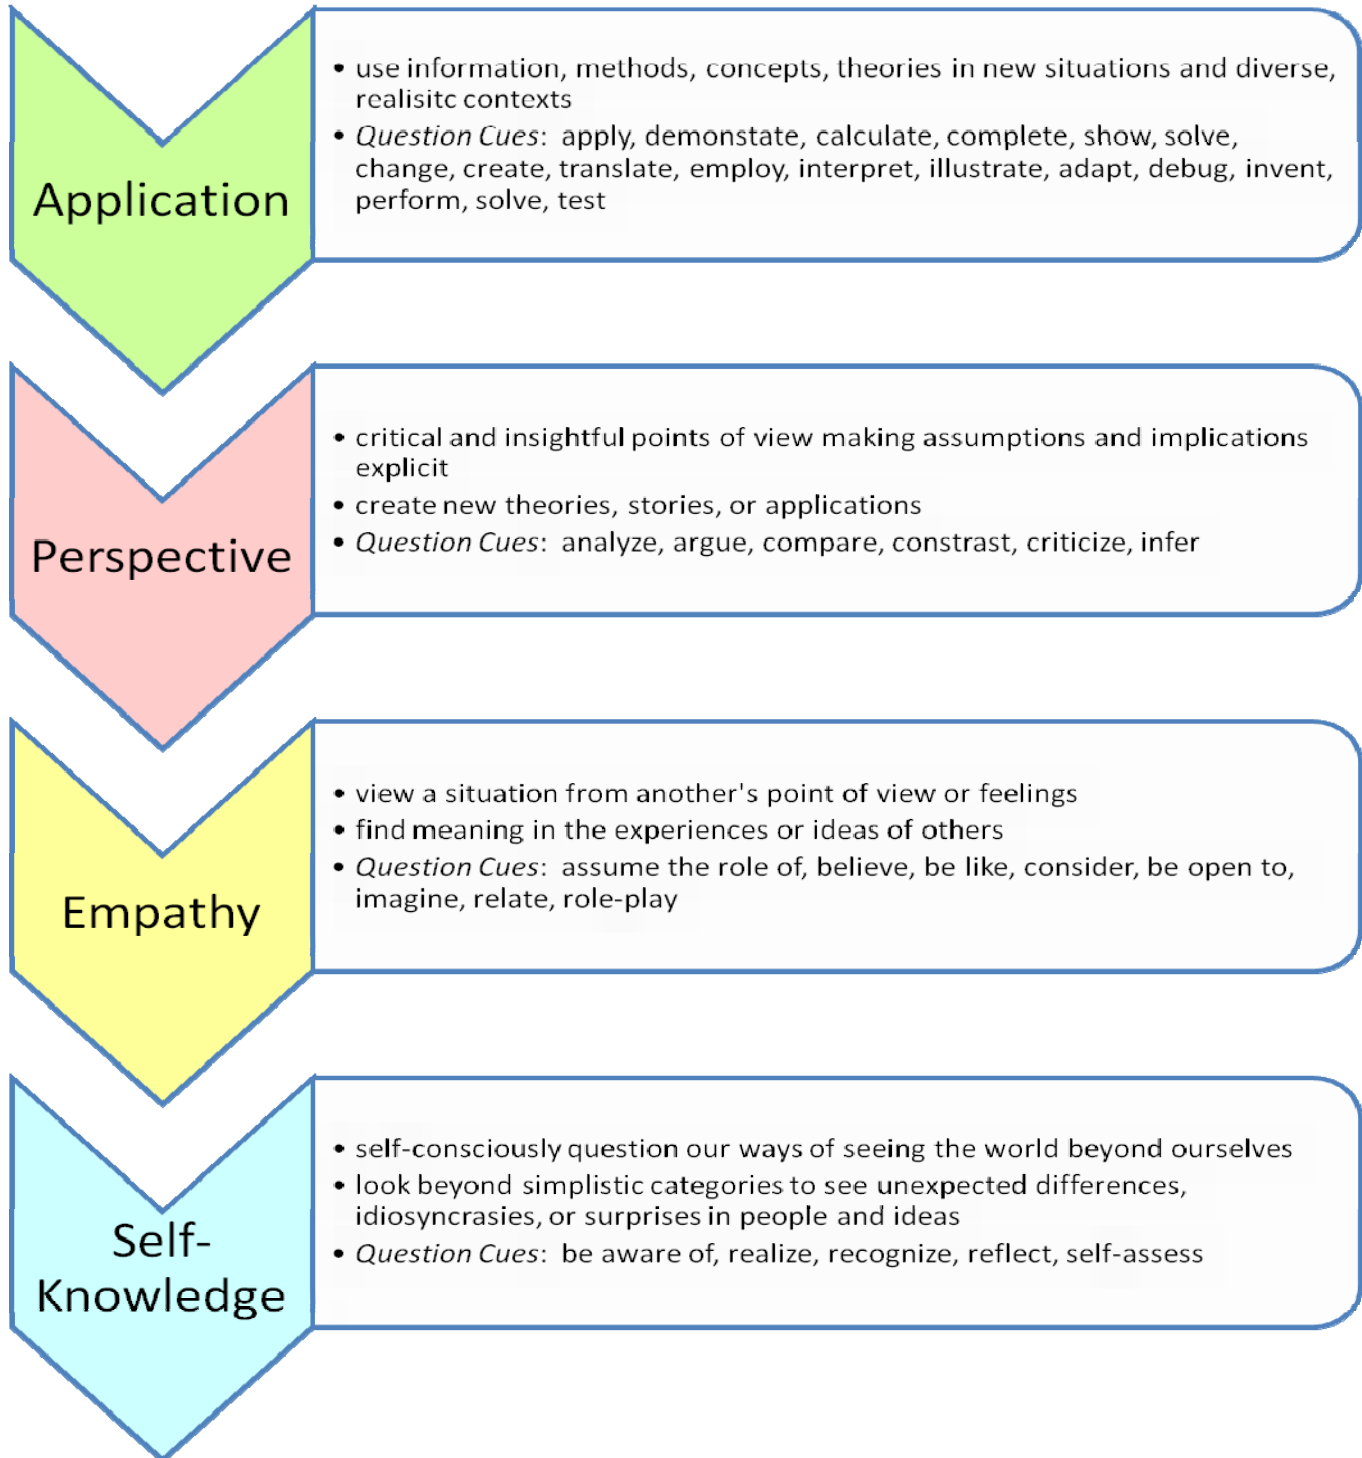 Application
• use information, methods, concepts, theories in new situations and diverse,
realisitc contexts
• Question Cues: apply, demonstate, calculate, complete, show, solve,
change, create, translate, employ, interpret, illustrate, adapt, debug, invent,
perform, solve, test
Perspective
• critical and insightful points of view making assumptions and implications
explicit
• create new theories, stories, or applications
• Question Cues: analyze, argue, compare, constrast, criticize, infer
Empathy
• view a situation from another's point of view or feelings
• find meaning in the experiences or ideas of others
• Question Cues: assume the role of, believe, be like, consider, be open to,
imagine, relate, role-play
Self-
Knowledge
• self-consciously question our ways of seeing the world beyond ourselves
• look beyond simplistic categories to see unexpected differences,
idiosyncrasies, or surprises in people and ideas
• Question Cues: be aware of, realize, recognize, reflect, self-assess